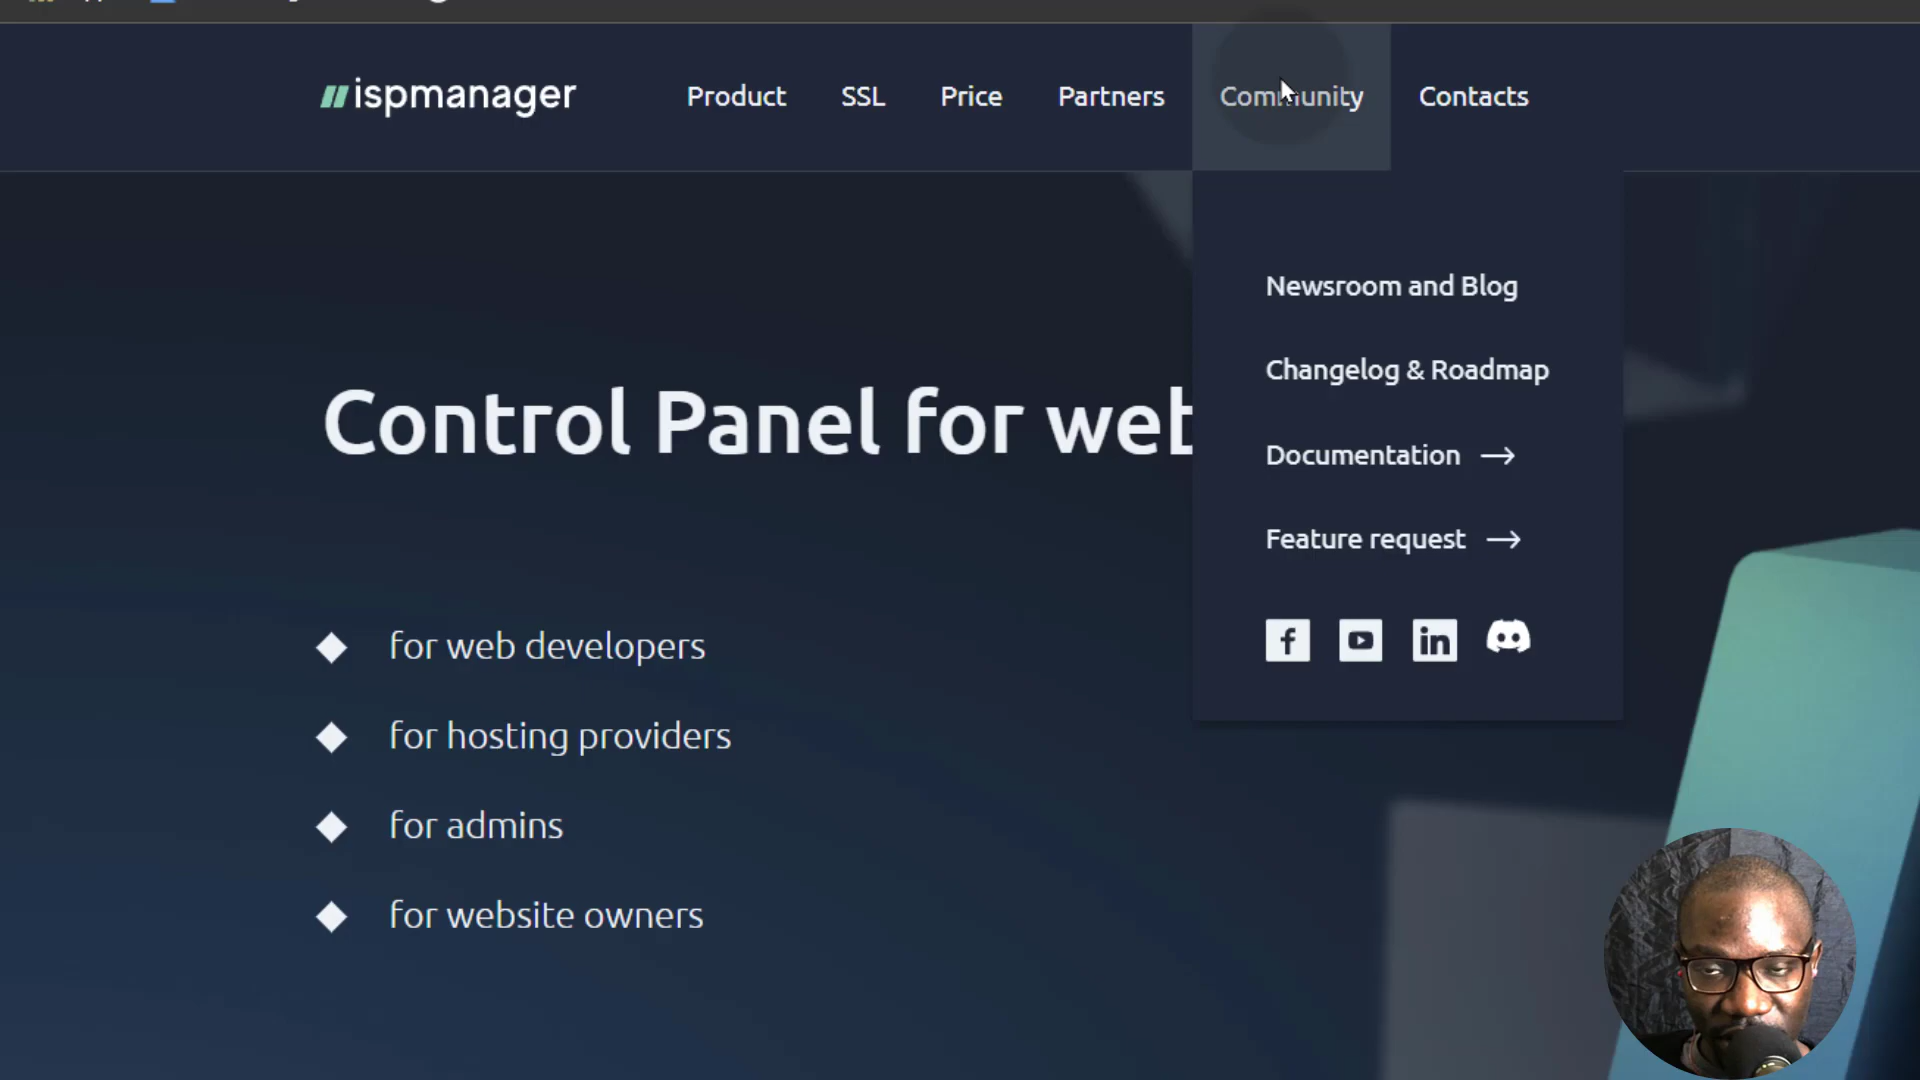 ispmanager
Product
SSL
Price
Partners
Community
Contacts
Newsroom and Blog
Changelog & Roadmap
Documentation →
Feature request →
Control Panel for web
for web developers
for hosting providers
for admins
for website owners